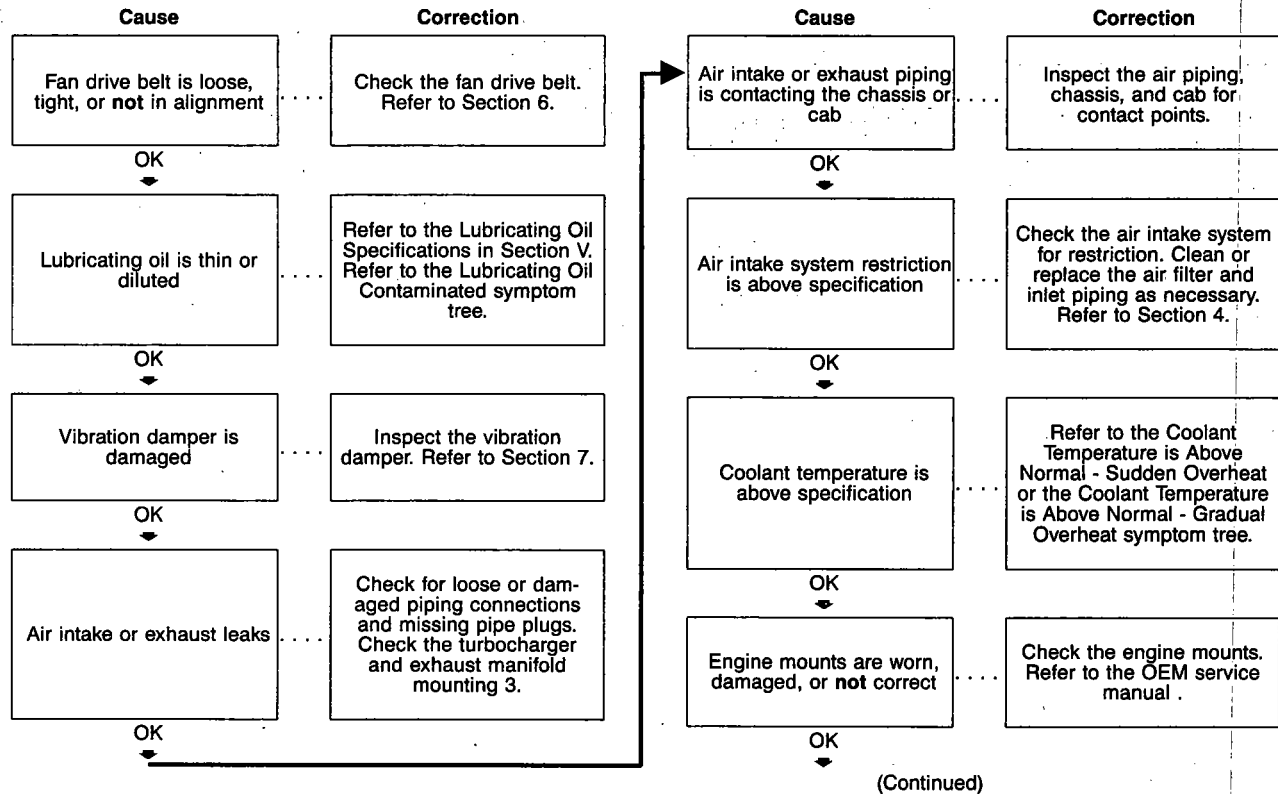 Cause
Correction
Fan drive belt is loose,
tight, or not in alignment
. . . .
Check the fan drive belt.
Refer to Section 6.
OK
Lubricating oil is thin or
diluted
. . . .
Refer to the Lubricating Oil
Specifications in Section V.
Refer to the Lubricating Oil
Contaminated symptom
tree.
OK
Vibration damper is
damaged
. . . .
Inspect the vibration
damper. Refer to Section 7.
OK
Air intake or exhaust leaks
. . . .
Check for loose or dam-
aged piping connections
and missing pipe plugs.
Check the turbocharger
and exhaust manifold
mounting 3.
OK
Cause
Correction
Air intake or exhaust piping
is contacting the chassis or
cab
. . . .
Inspect the air piping,
chassis, and cab for
contact points.
OK
Air intake system restriction
is above specification
. . . .
Check the air intake system
for restriction. Clean or
replace the air filter and
inlet piping as necessary.
Refer to Section 4.
OK
Coolant temperature is
above specification
. . . .
Refer to the Coolant
Temperature is Above
Normal - Sudden Overheat
or the Coolant Temperature
is Above Normal - Gradual
Overheat symptom tree.
OK
Engine mounts are worn,
damaged, or not correct
. . . .
Check the engine mounts.
Refer to the OEM service
manual .
OK
(Continued)